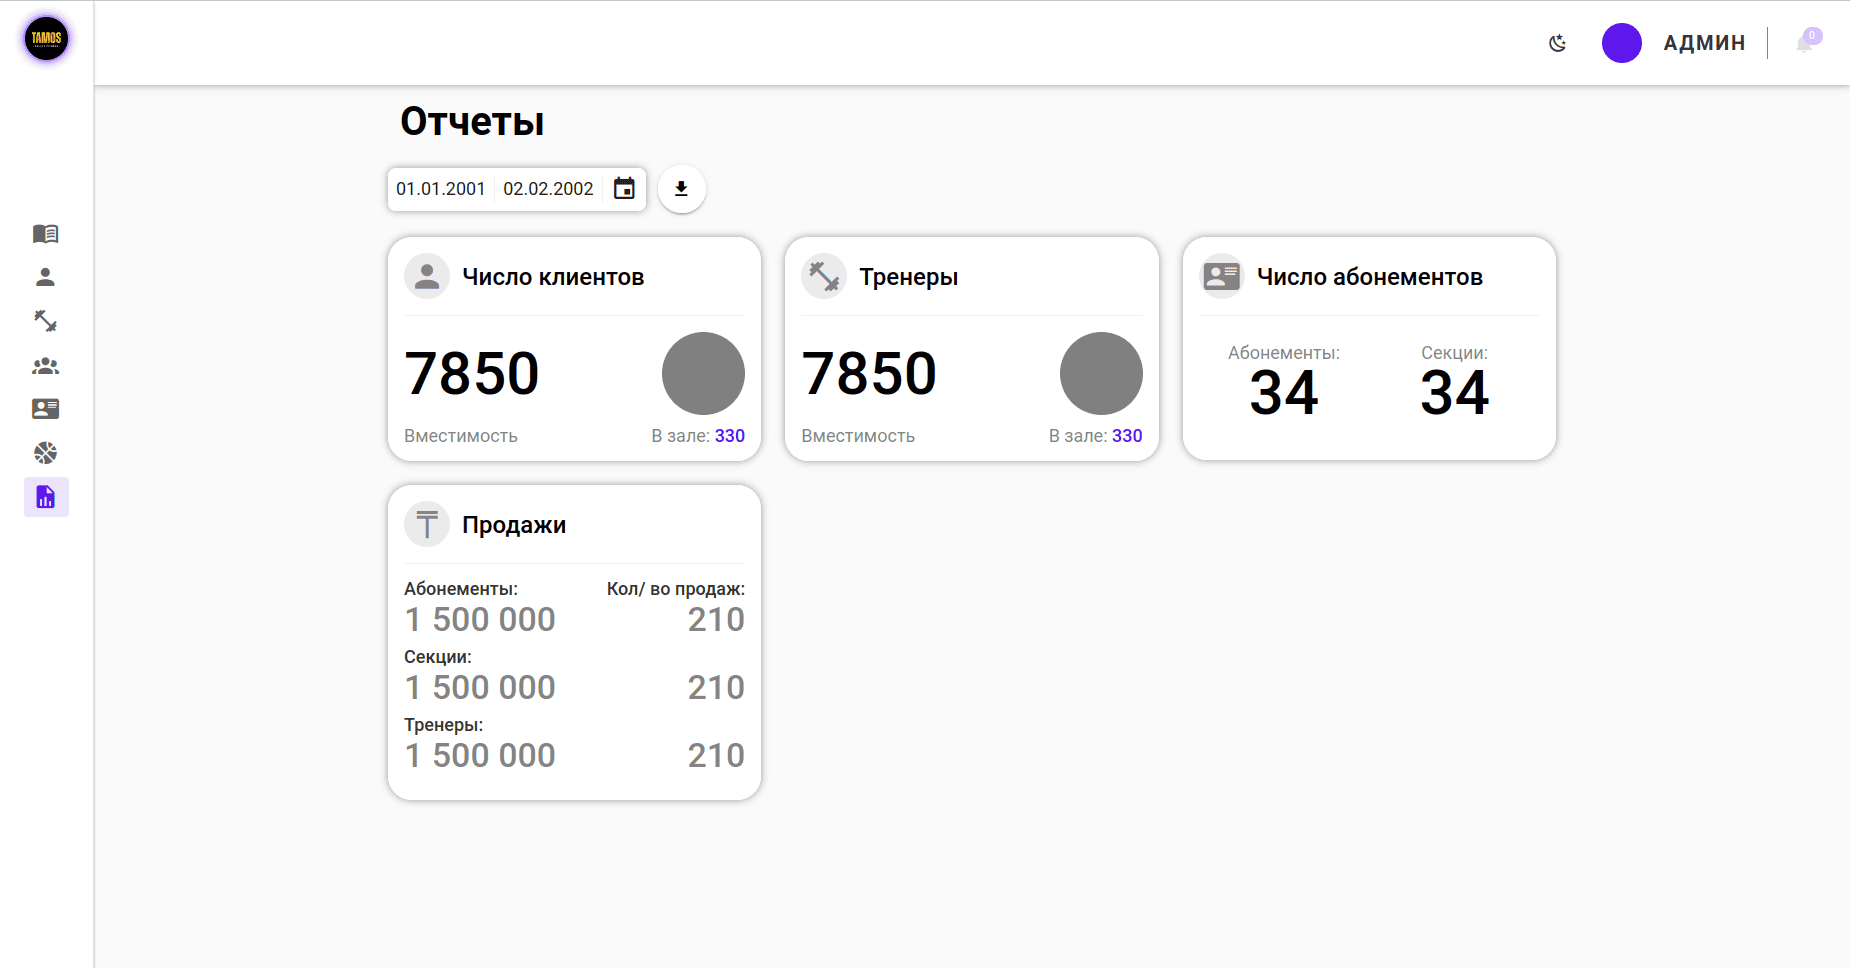 TAMOS
АДМИН
0
Отчеты
01.01.2001 02.02.2002
Число клиентов
7850
Вместимость
В зале: 330
Тренеры
7850
Вместимость
В зале: 330
Число абонементов
Абонементы:
34
Секции:
34
Продажи
Абонементы: Кол/ во продаж:
1 500 000 210
Секции:
1 500 000 210
Тренеры:
1 500 000 210